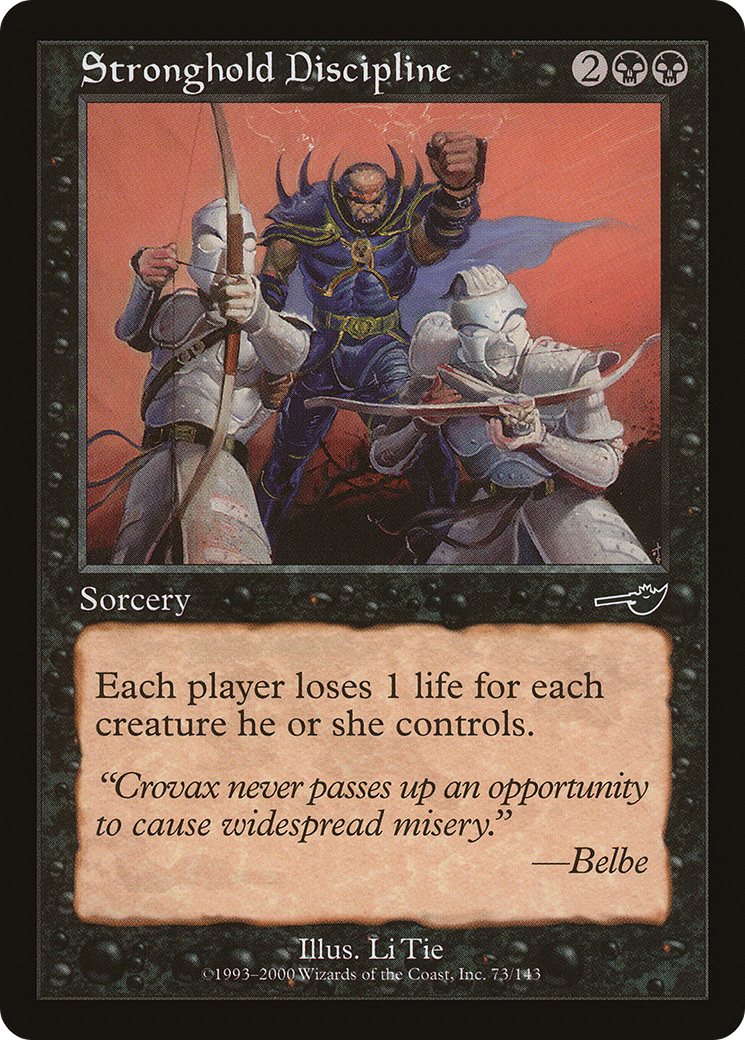 Stronghold Discipline 2
Sorcery
Each player loses 1 life for each
creature he or she controls.
“Crovax never passes up an opportunity
to cause widespread misery.”
—Belbe
Illus. Li Tie
©1993–2000 Wizards of the Coast, Inc. 73/143